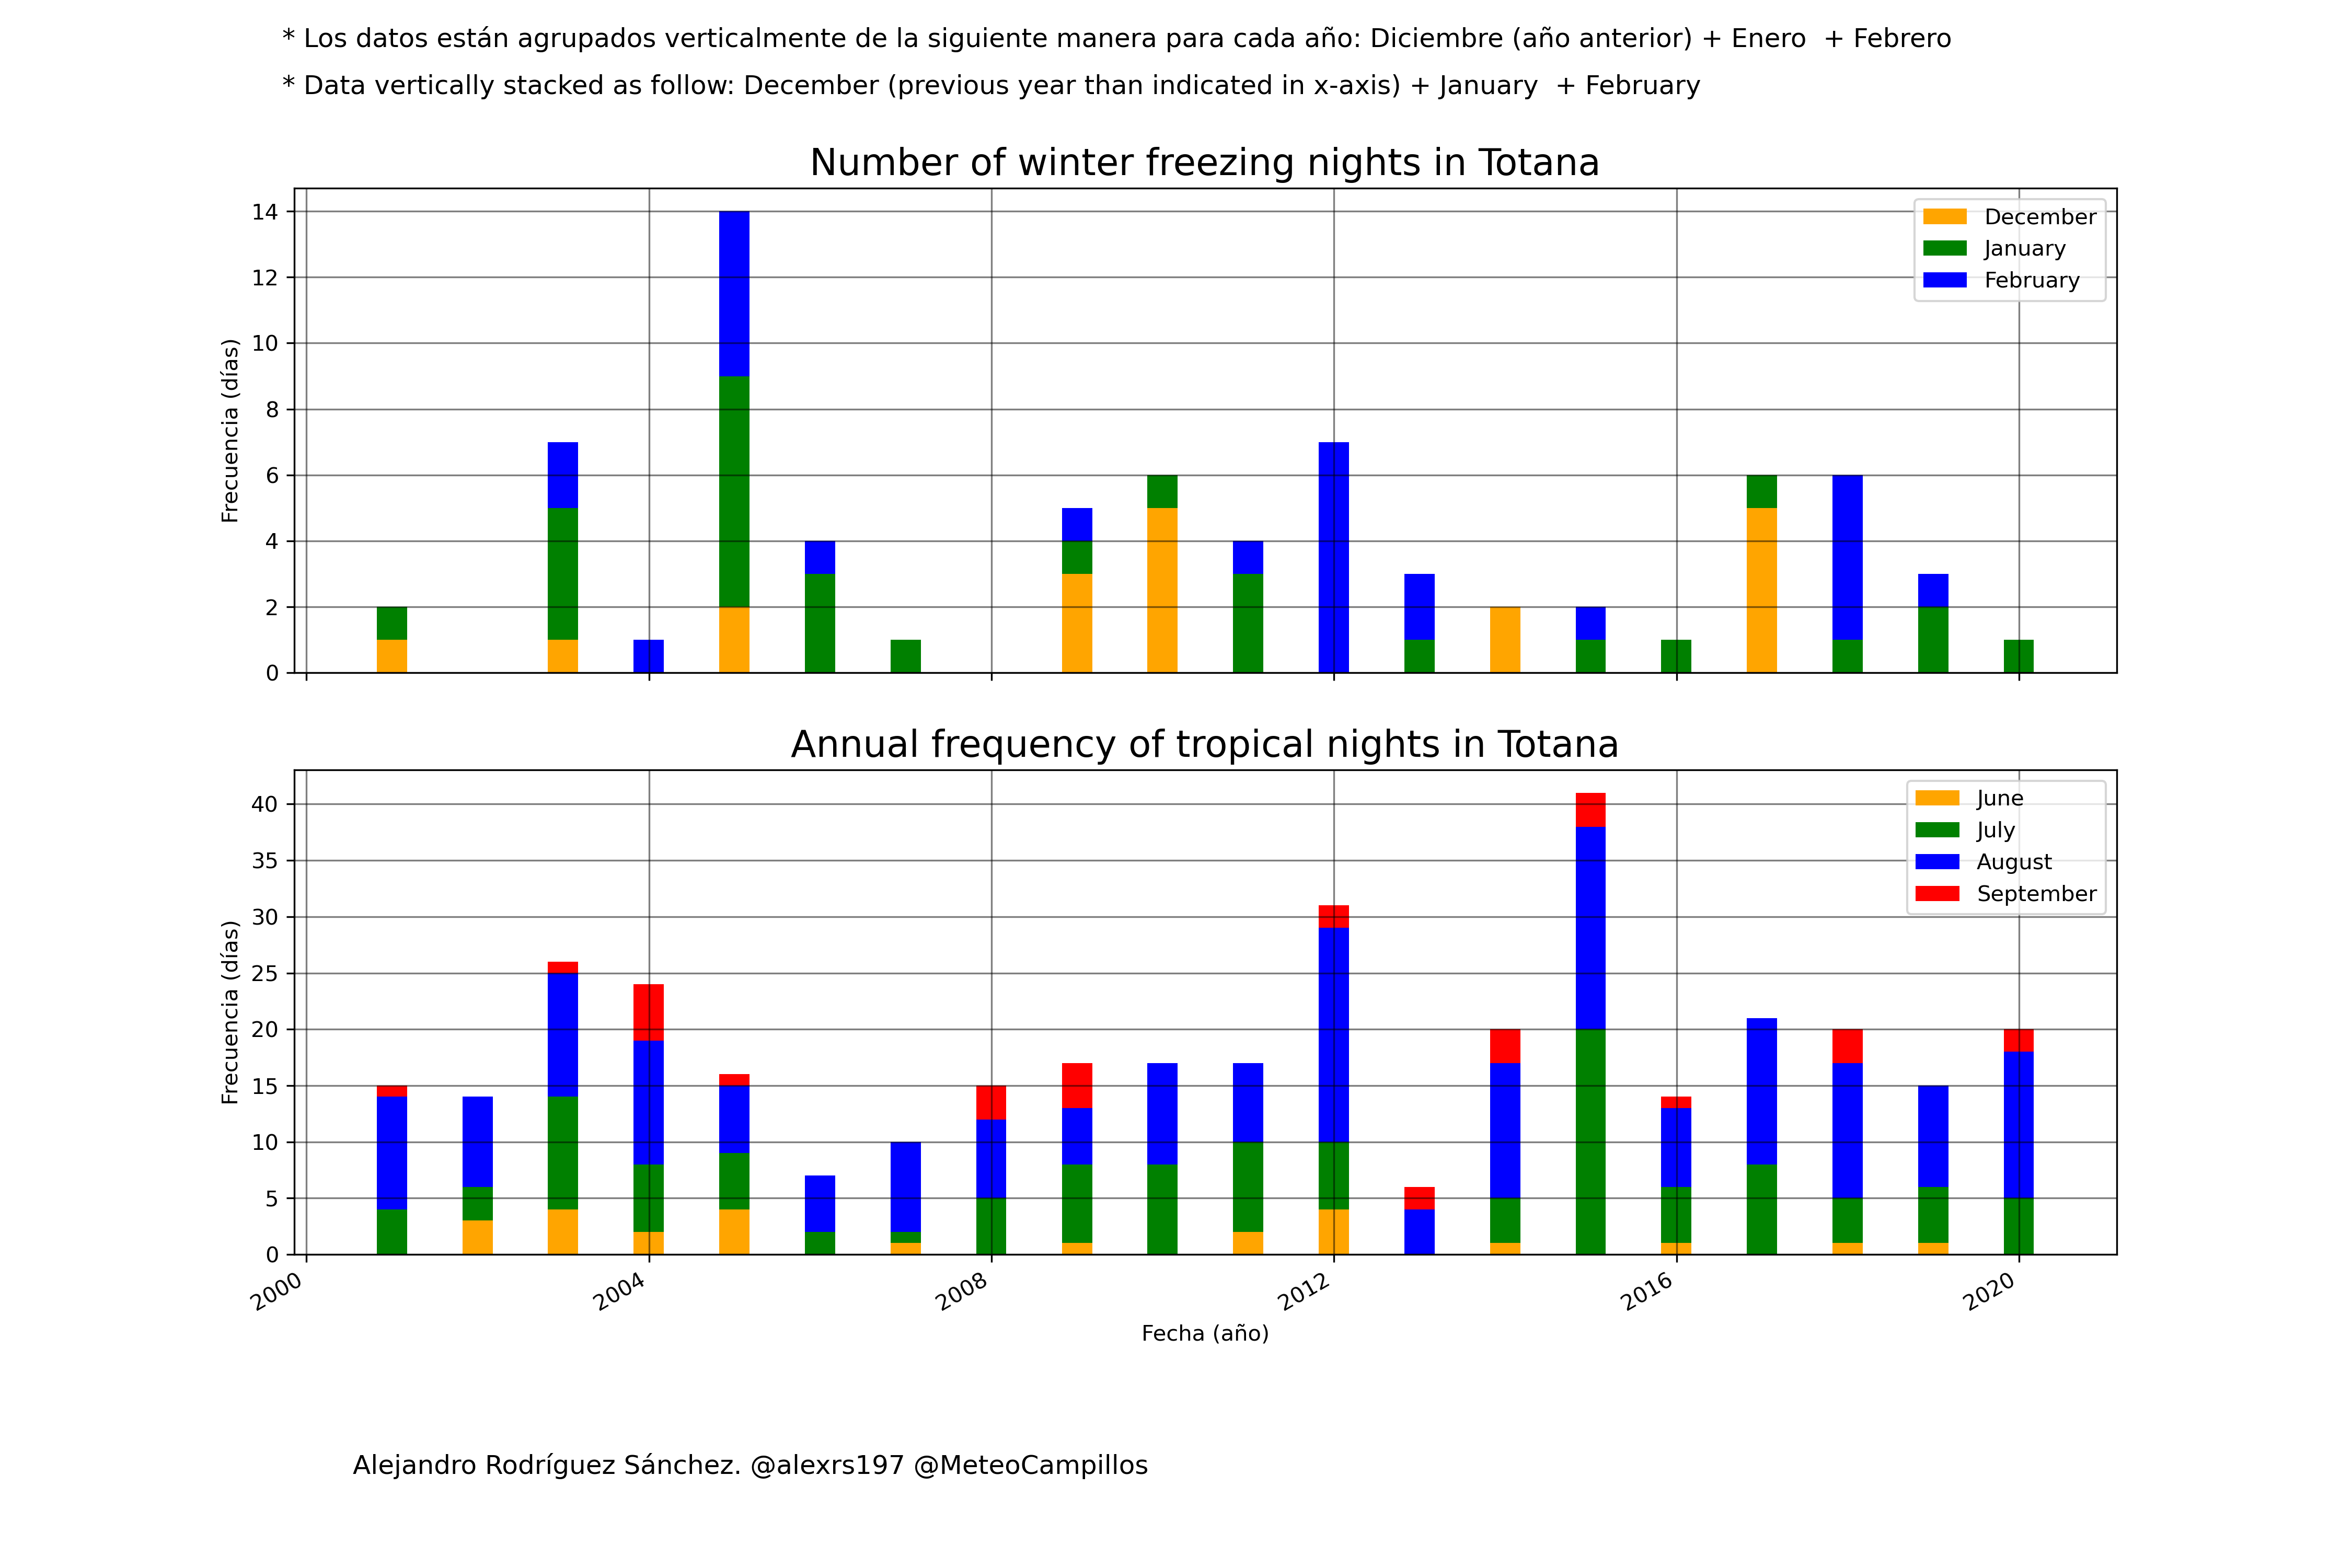 * Los datos están agrupados verticalmente de la siguiente manera para cada año: Diciembre (año anterior) + Enero  + Febrero
* Data vertically stacked as follow: December (previous year than indicated in x-axis) + January  + February
Number of winter freezing nights in Totana
Frecuencia (días)
14
12
10
8
6
4
2
0
December
January
February
Annual frequency of tropical nights in Totana
Frecuencia (días)
40
35
30
25
20
15
10
5
0
June
July
August
September
2000 2004 2008 2012 2016 2020
Fecha (año)
Alejandro Rodríguez Sánchez. @alexrs197 @MeteoCampillos